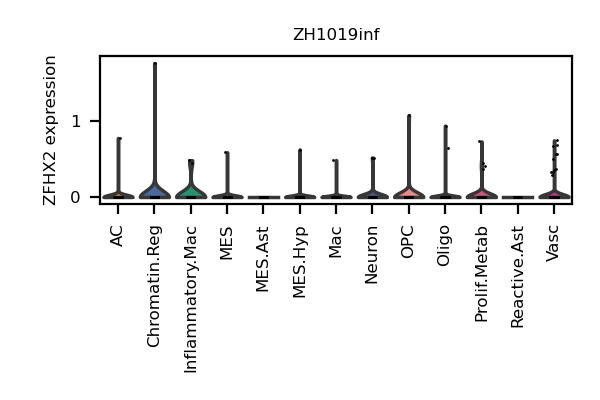 ZH1019inf
ZFHX2 expression
1
0
AC
Chromatin.Reg
Inflammatory.Mac
MES
MES.Ast
MES.Hyp
Mac
Neuron
OPC
Oligo
Prolif.Metab
Reactive.Ast
Vasc